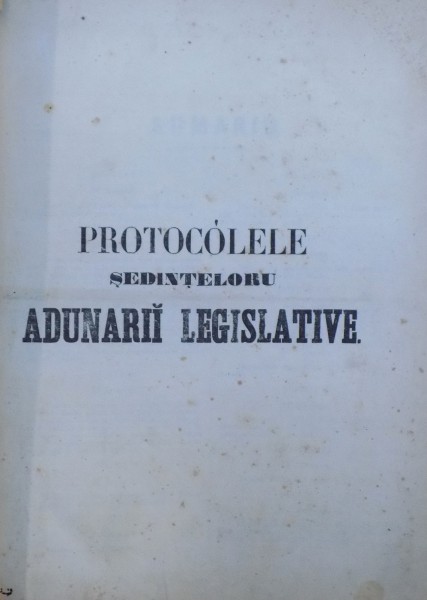 PROTOCÓLELE
ȘEDINȚELORU
ADUNARIĬ LEGISLATIVE.